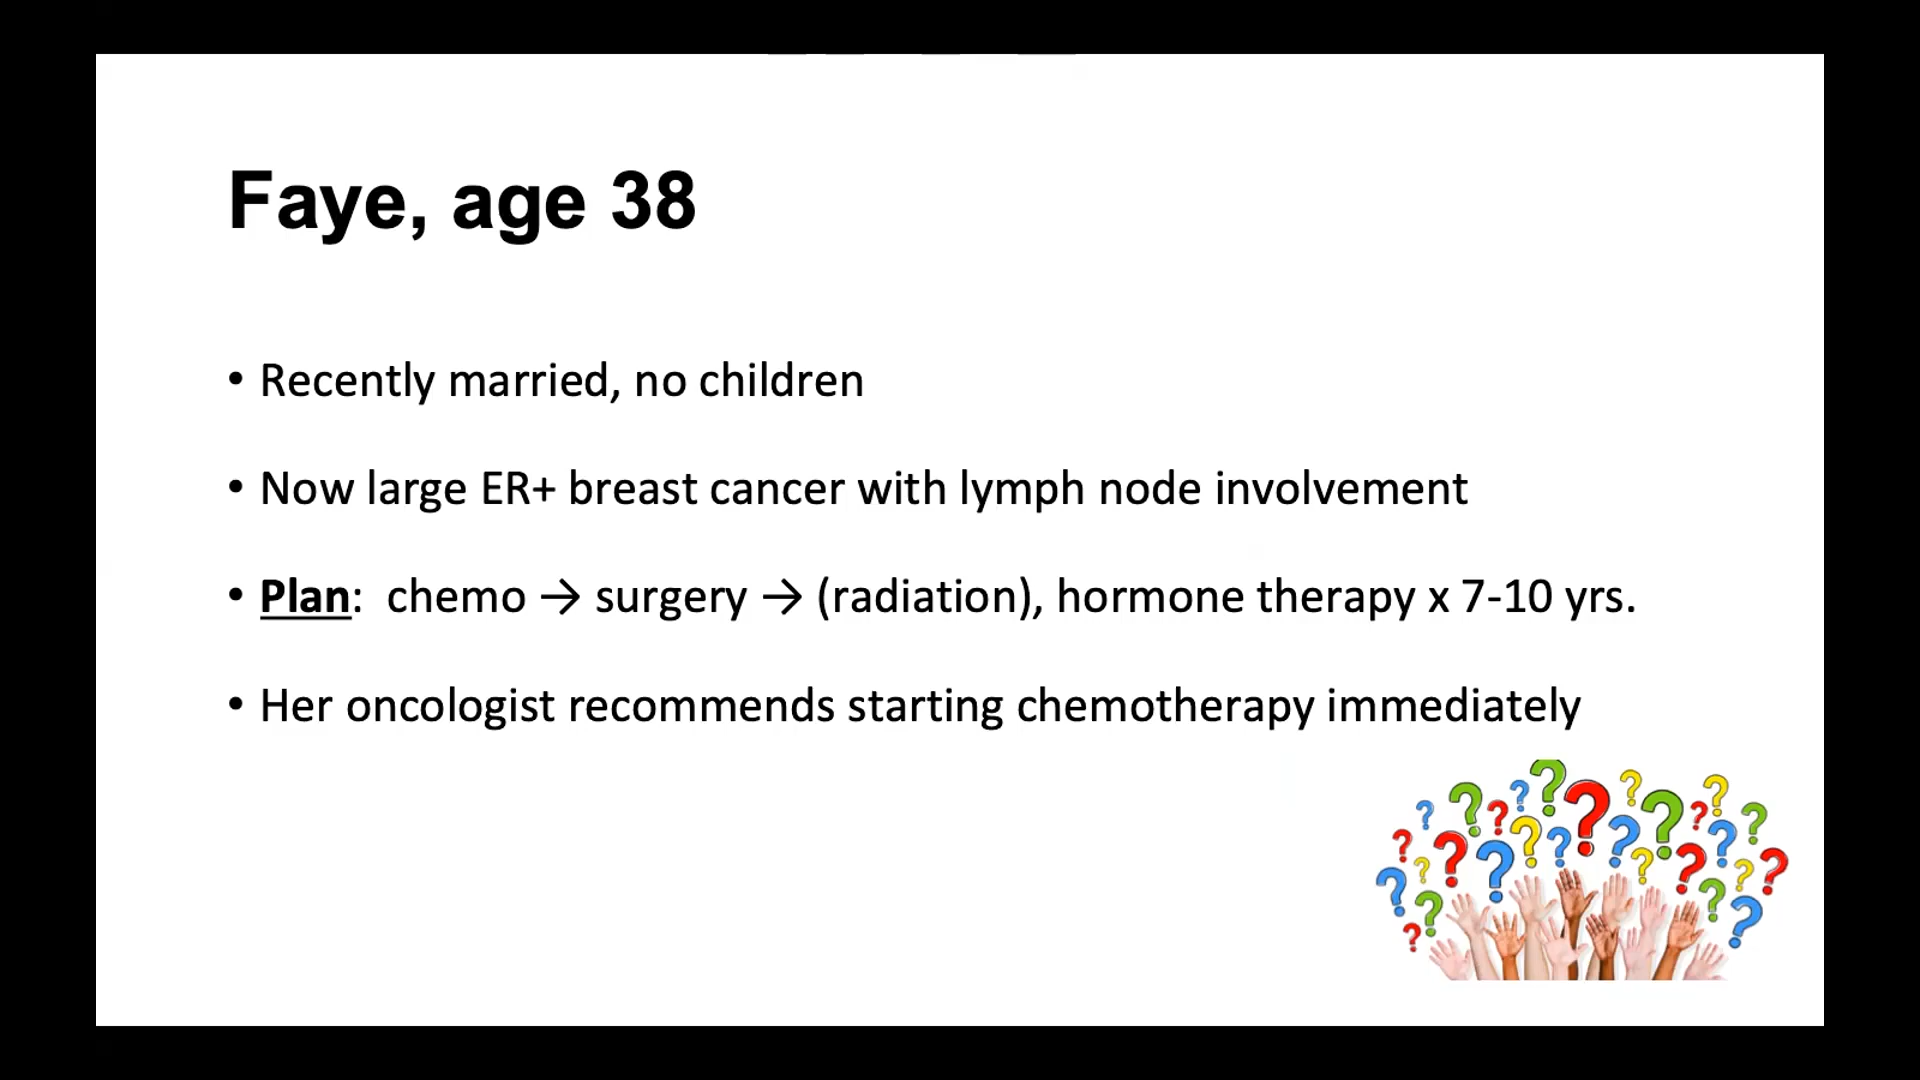 Faye, age 38
• Recently married, no children
• Now large ER+ breast cancer with lymph node involvement
• Plan: chemo → surgery → (radiation), hormone therapy x 7-10 yrs.
• Her oncologist recommends starting chemotherapy immediately